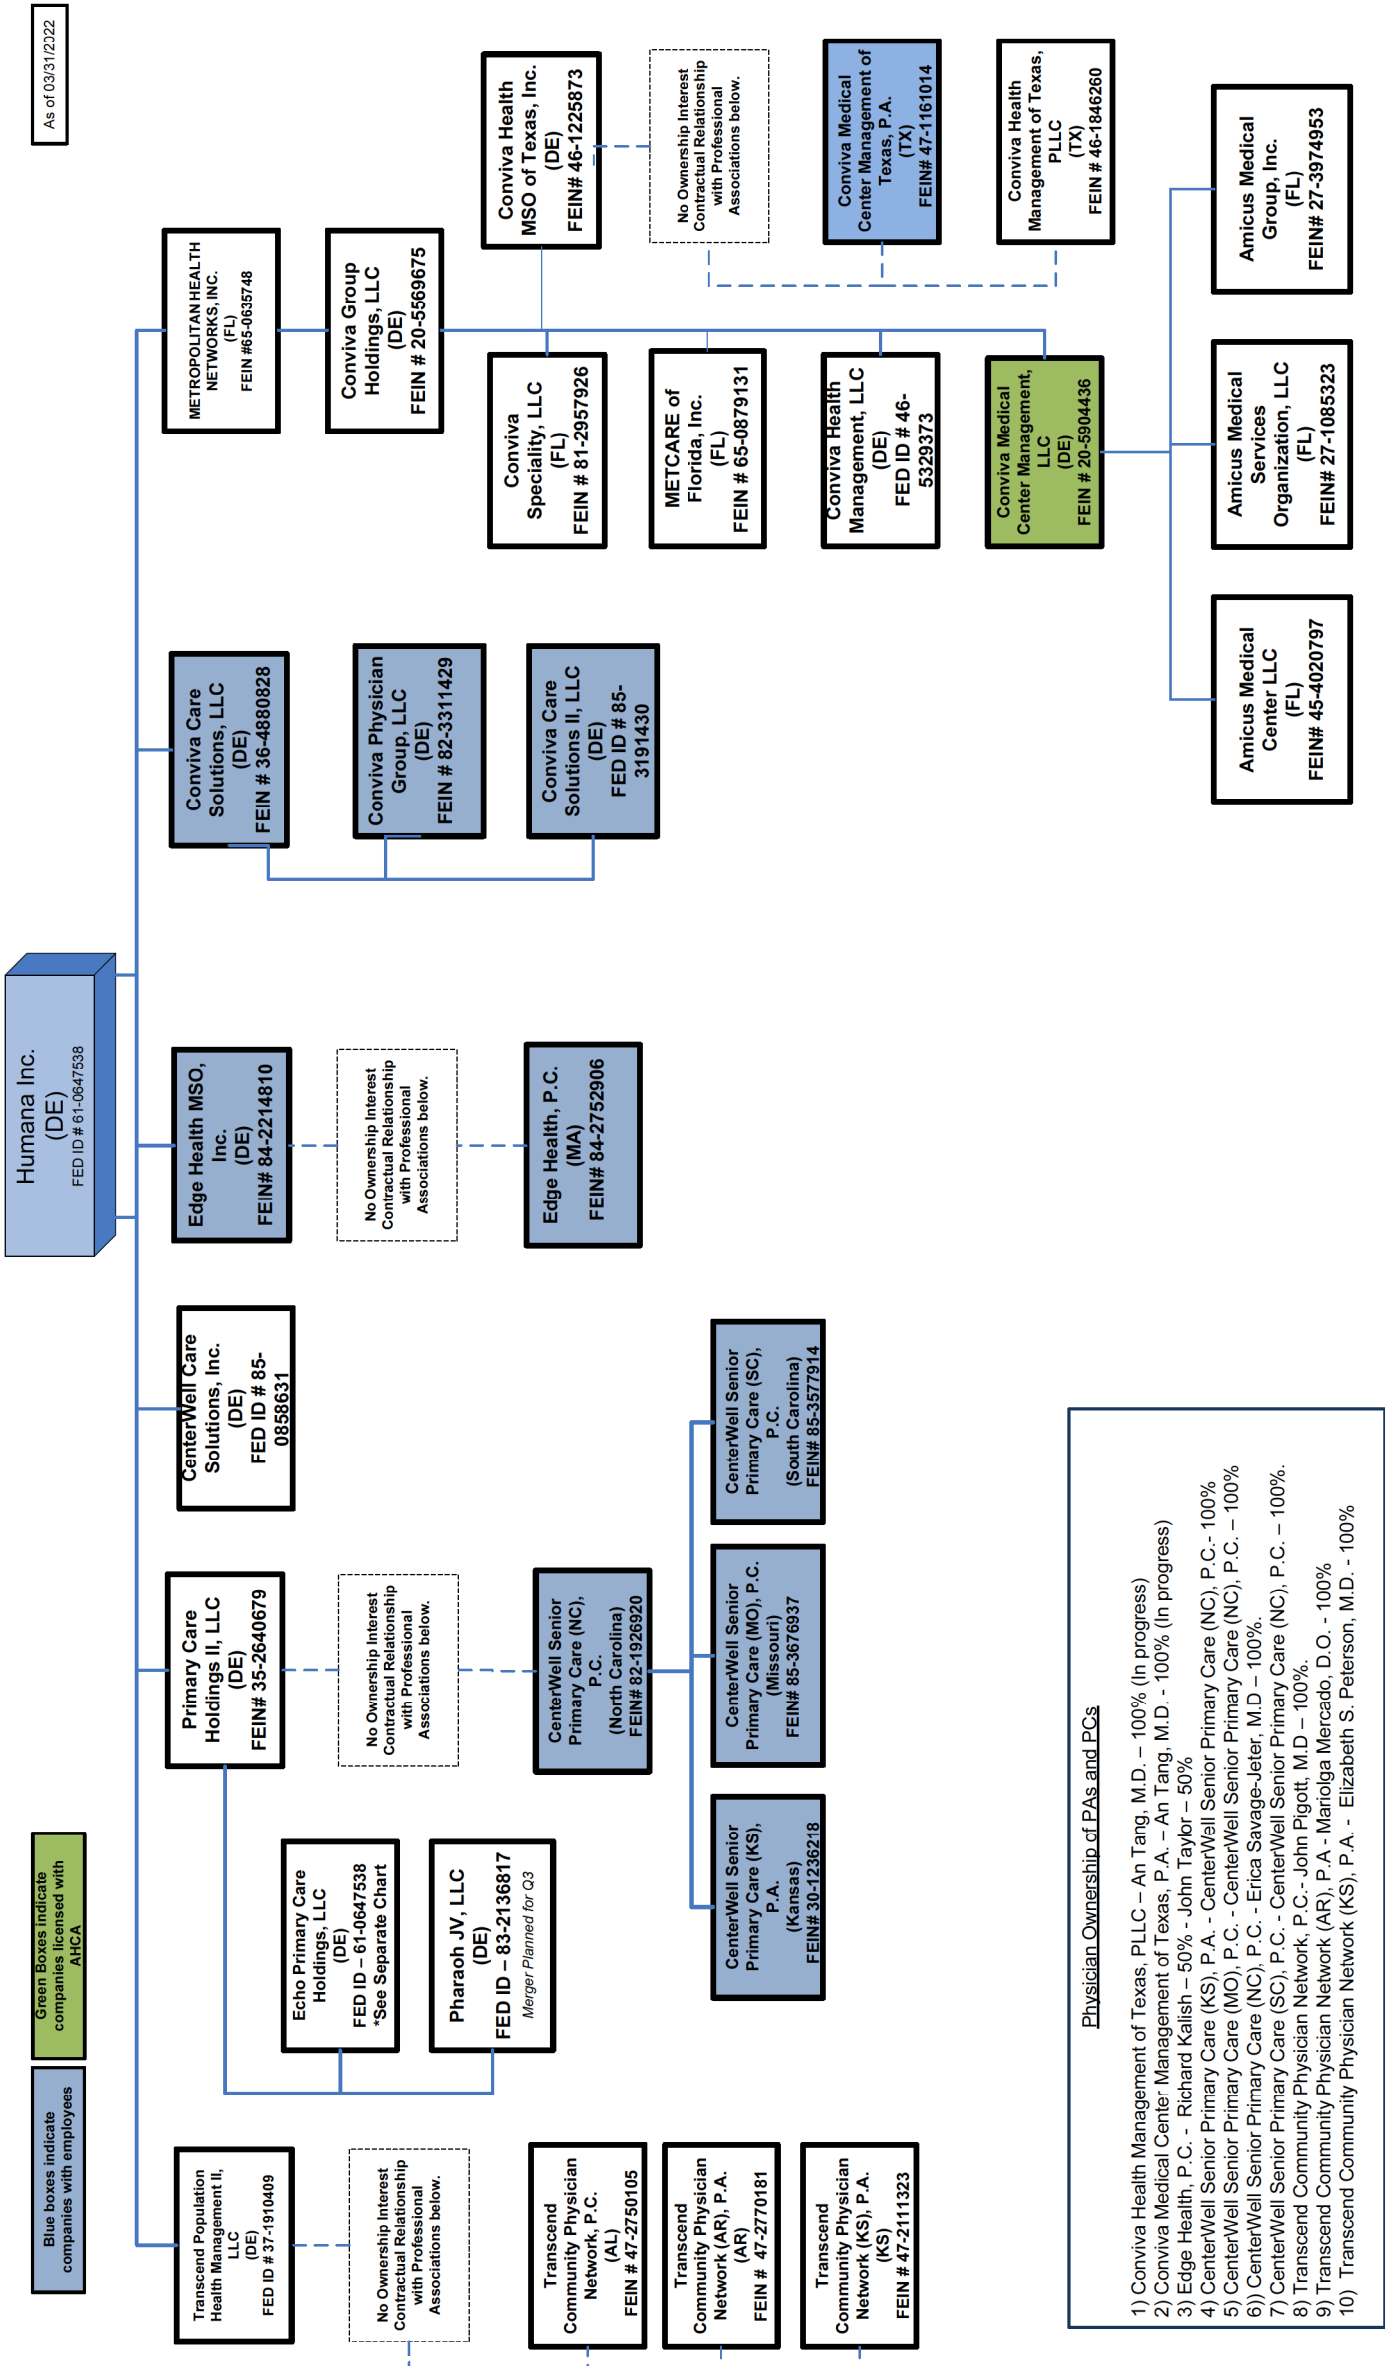 As of 03/31/2022
Blue boxes indicate
companies with employees
Green Boxes indicate
companies licensed with
AHCA
Humana Inc.
(DE)
FED ID # 61-0647538
Transcend Population
Health Management II,
LLC
(DE)
FED ID # 37-1910409
No Ownership Interest
Contractual Relationship
with Professional
Associations below.
Transcend
Community Physician
Network, P.C.
(AL)
FEIN # 47-2750105
Transcend
Community Physician
Network (AR), P.A.
(AR)
FEIN # 47-2770181
Transcend
Community Physician
Network (KS), P.A.
(KS)
FEIN # 47-2111323
Primary Care
Holdings II, LLC
(DE)
FEIN# 35-2640679
Echo Primary Care
Holdings, LLC
(DE)
FED ID – 61-0647538
*See Separate Chart
Pharaoh JV, LLC
(DE)
FED ID – 83-2136817
Merger Planned for Q3
No Ownership Interest
Contractual Relationship
with Professional
Associations below.
CenterWell Senior
Primary Care (NC),
P.C.
(North Carolina)
FEIN# 82-1926920
CenterWell Senior
Primary Care (KS),
P.A.
(Kansas)
FEIN# 30-1236218
CenterWell Senior
Primary Care (MO), P.C.
(Missouri)
FEIN# 85-3676937
CenterWell Senior
Primary Care (SC),
P.C.
(South Carolina)
FEIN# 85-3577914
CenterWell Care
Solutions, Inc.
(DE)
FED ID # 85-
0858631
Edge Health MSO,
Inc.
(DE)
FEIN# 84-2214810
No Ownership Interest
Contractual Relationship
with Professional
Associations below.
Edge Health, P.C.
(MA)
FEIN# 84-2752906
Conviva Care
Solutions, LLC
(DE)
FEIN # 36-4880828
Conviva Physician
Group, LLC
(DE)
FEIN # 82-3311429
Conviva Care
Solutions II, LLC
(DE)
FED ID # 85-
3191430
METROPOLITAN HEALTH
NETWORKS, INC.
(FL)
FEIN #65-0635748
Conviva Group
Holdings, LLC
(DE)
FEIN # 20-5569675
Conviva
Speciality, LLC
(FL)
FEIN # 81-2957926
METCARE of
Florida, Inc.
(FL)
FEIN # 65-0879131
Conviva Health
Management, LLC
(DE)
FED ID # 46-
5329373
Conviva Medical
Center Management,
LLC
(DE)
FEIN # 20-5904436
Conviva Health
MSO of Texas, Inc.
(DE)
FEIN# 46-1225873
No Ownership Interest
Contractual Relationship
with Professional
Associations below.
Conviva Medical
Center Management of
Texas, P.A.
(TX)
FEIN# 47-1161014
Conviva Health
Management of Texas,
PLLC
(TX)
FEIN # 46-1846260
Amicus Medical
Center LLC
(FL)
FEIN# 45-4020797
Amicus Medical
Services
Organization, LLC
(FL)
FEIN# 27-1085323
Amicus Medical
Group, Inc.
(FL)
FEIN# 27-3974953
Physician Ownership of PAs and PCs
1) Conviva Health Management of Texas, PLLC – An Tang, M.D. – 100% (In progress)
2) Conviva Medical Center Management of Texas, P.A. – An Tang, M.D. - 100% (In progress)
3) Edge Health, P.C. - Richard Kalish – 50% - John Taylor – 50%
4) CenterWell Senior Primary Care (KS), P.A. - CenterWell Senior Primary Care (NC), P.C.- 100%
5) CenterWell Senior Primary Care (MO), P.C. - CenterWell Senior Primary Care (NC), P.C. – 100%
6)) CenterWell Senior Primary Care (NC), P.C. - Erica Savage-Jeter, M.D – 100%.
7) CenterWell Senior Primary Care (SC), P.C. - CenterWell Senior Primary Care (NC), P.C. – 100%.
8) Transcend Community Physician Network, P.C.- John Pigott, M.D – 100%.
9) Transcend Community Physician Network (AR), P.A - Mariolga Mercado, D.O. - 100%
10) Transcend Community Physician Network (KS), P.A. - Elizabeth S. Peterson, M.D. - 100%